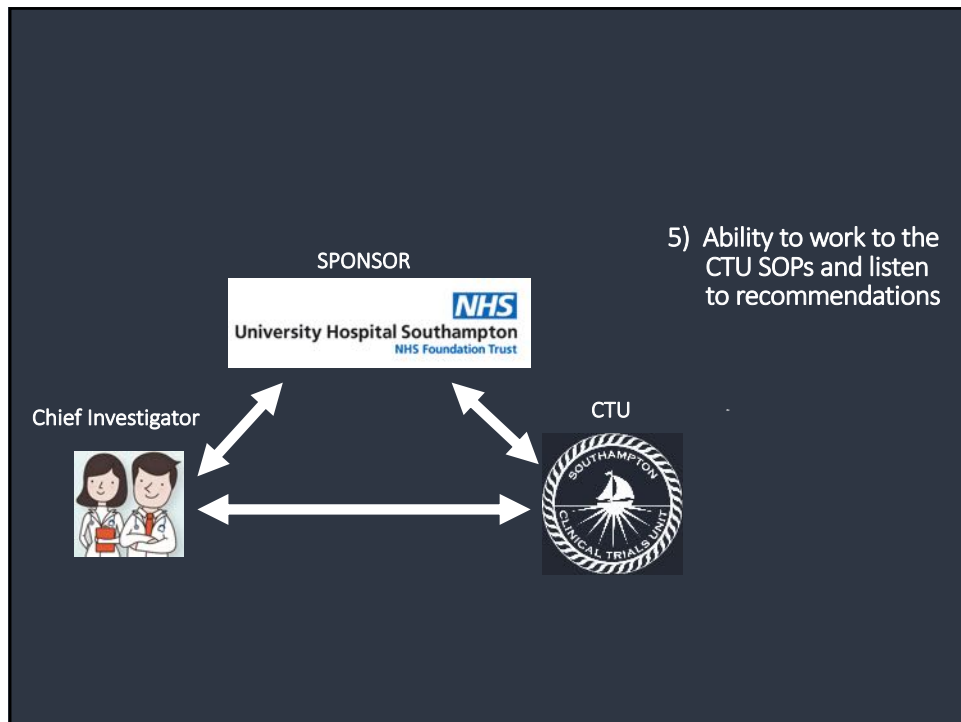 5) Ability to work to the
CTU SOPs and listen
to recommendations
SPONSOR
NHS
University Hospital Southampton
NHS Foundation Trust
Chief Investigator
CTU
SOUTHAMPTON
CLINICAL TRIALS UNIT